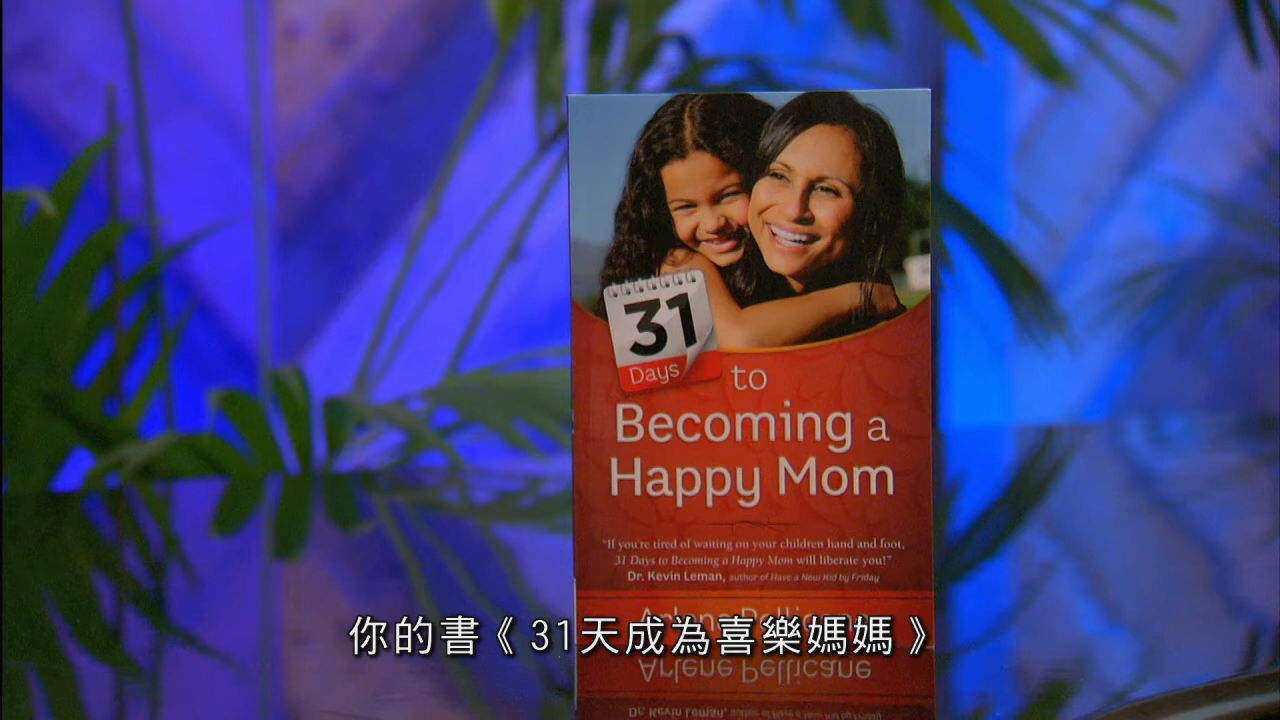 31
Days
to
Becoming a
Happy Mom
"If you're tired of waiting on your children hand and foot,
31 Days to Becoming a Happy Mom will liberate you!"
Dr. Kevin Leman, author of Have a New Kid by Friday
Arlene Pellicane
你的書《31天成為喜樂媽媽》